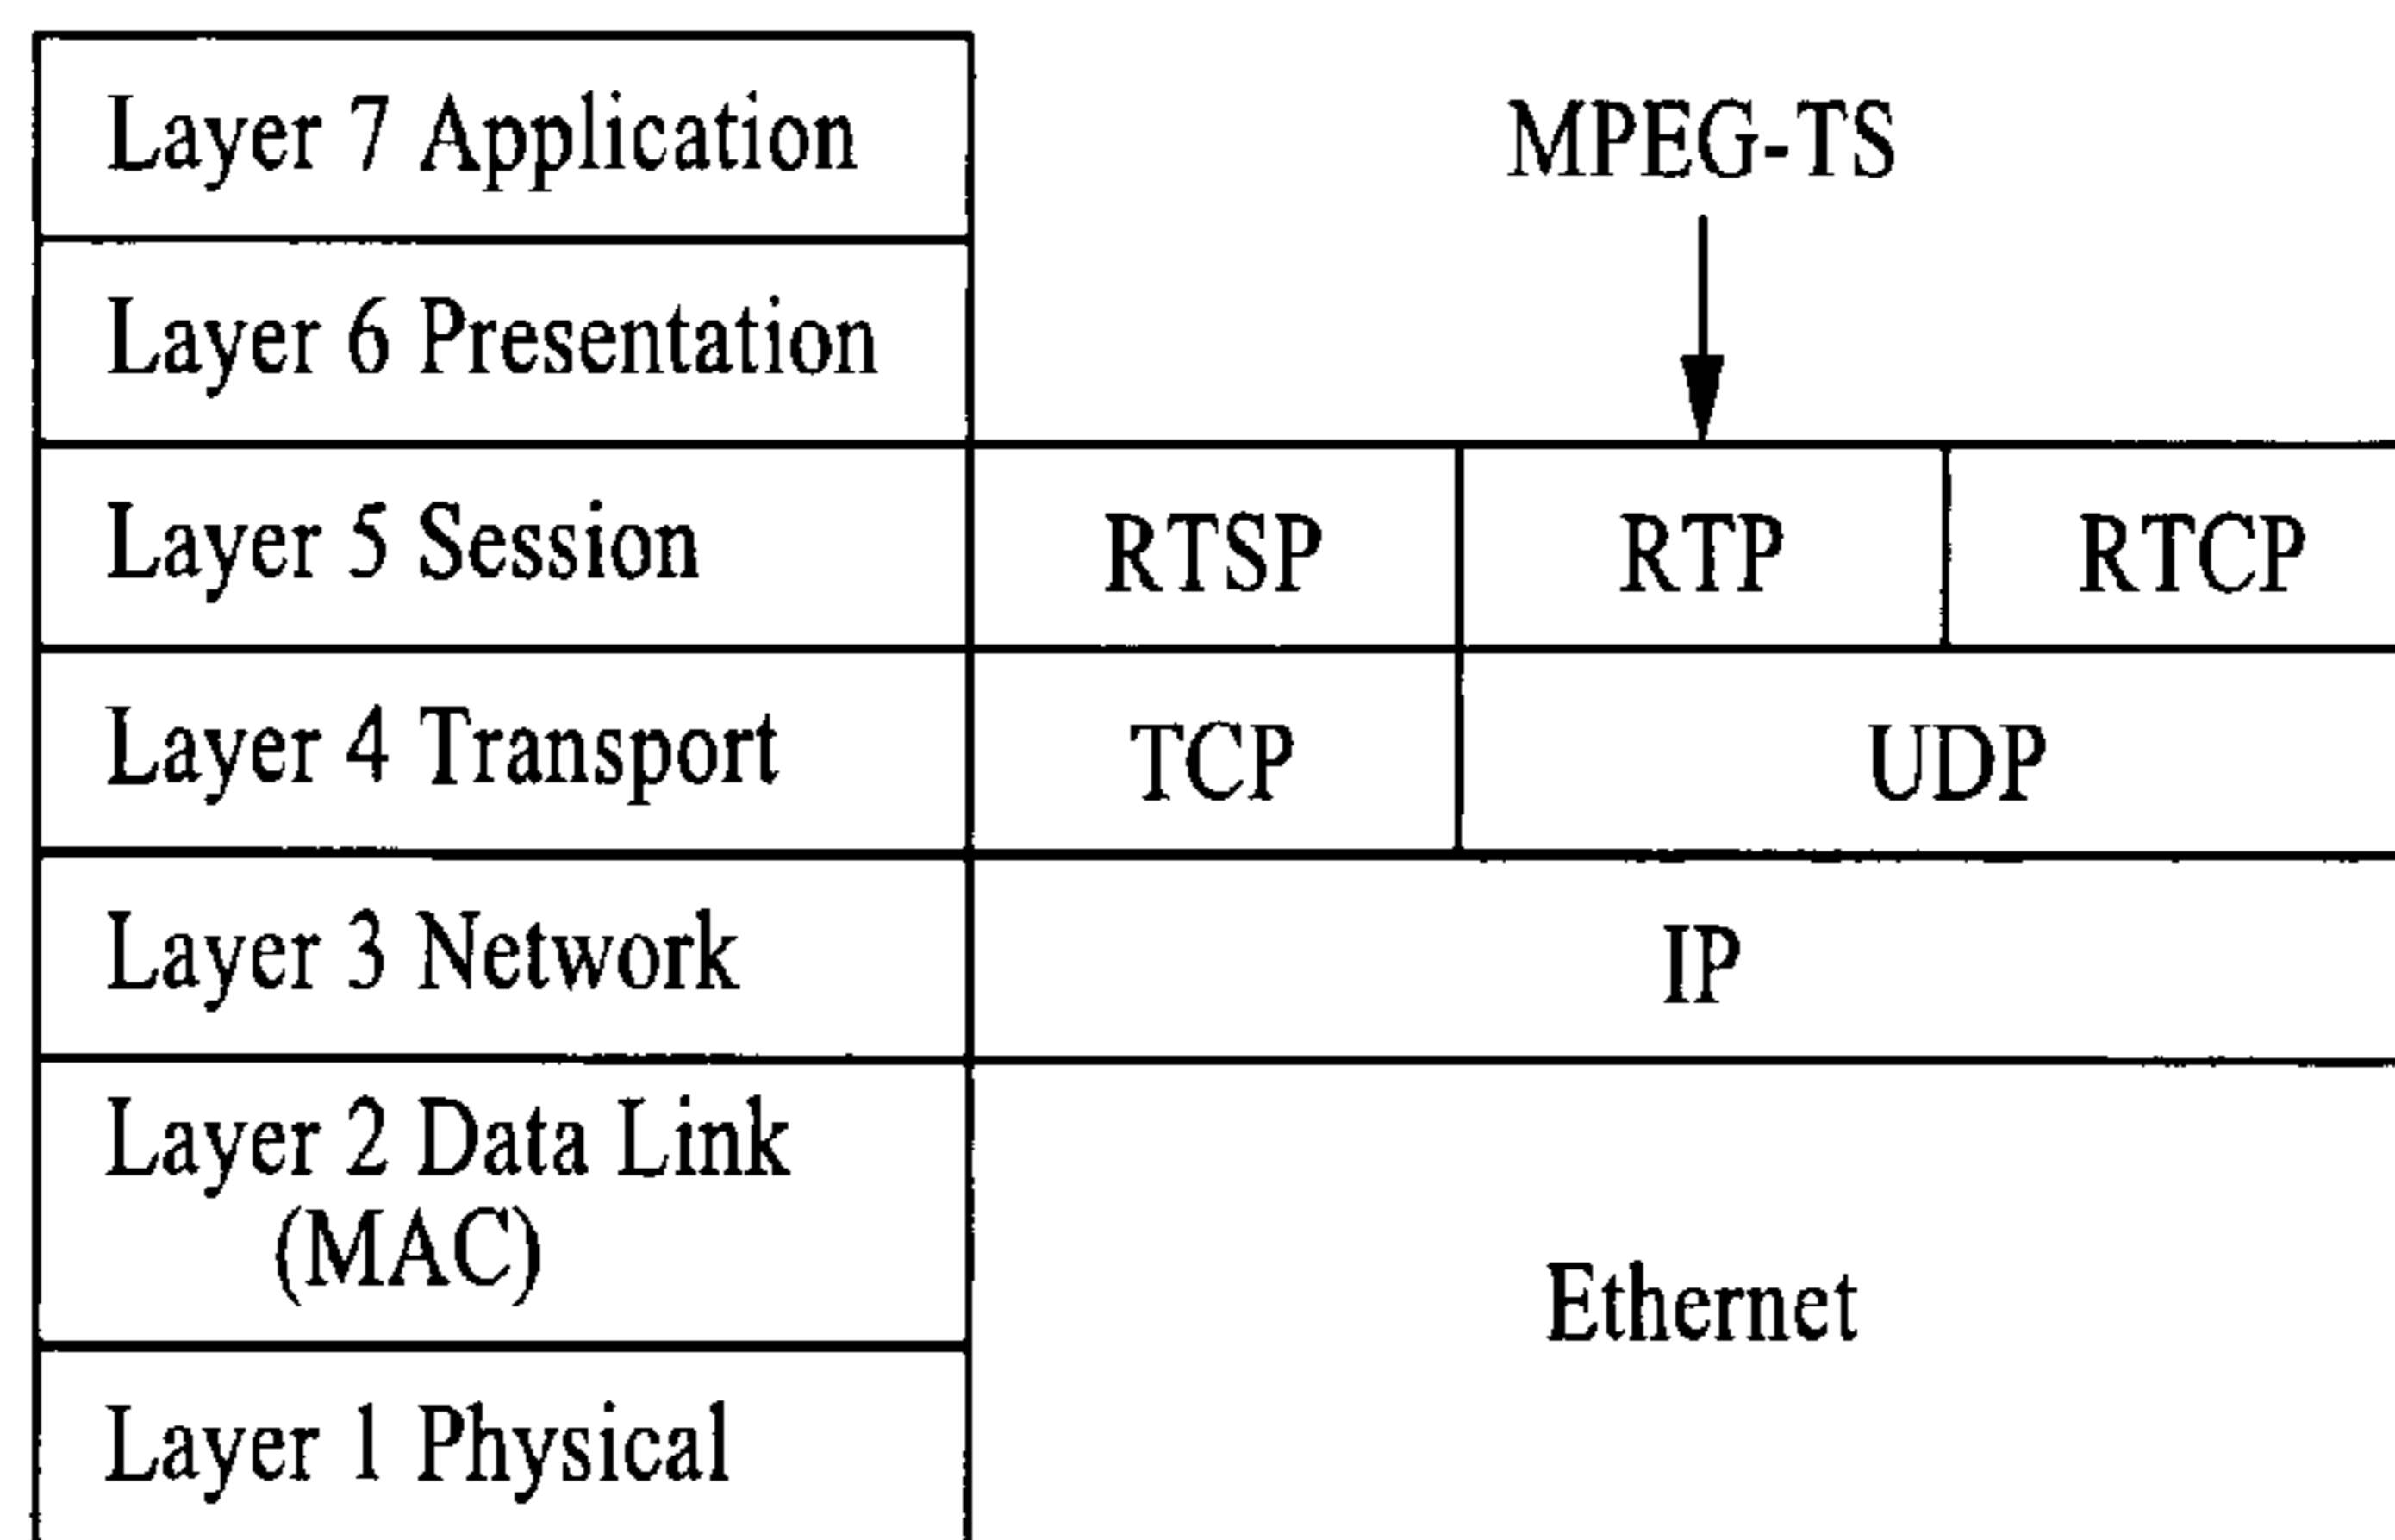 Layer 7 Application
MPEG-TS
Layer 6 Presentation
Layer 5 Session
RTSP
RTP
RTCP
Layer 4 Transport
TCP
UDP
Layer 3 Network
IP
Layer 2 Data Link
(MAC)
Ethernet
Layer 1 Physical